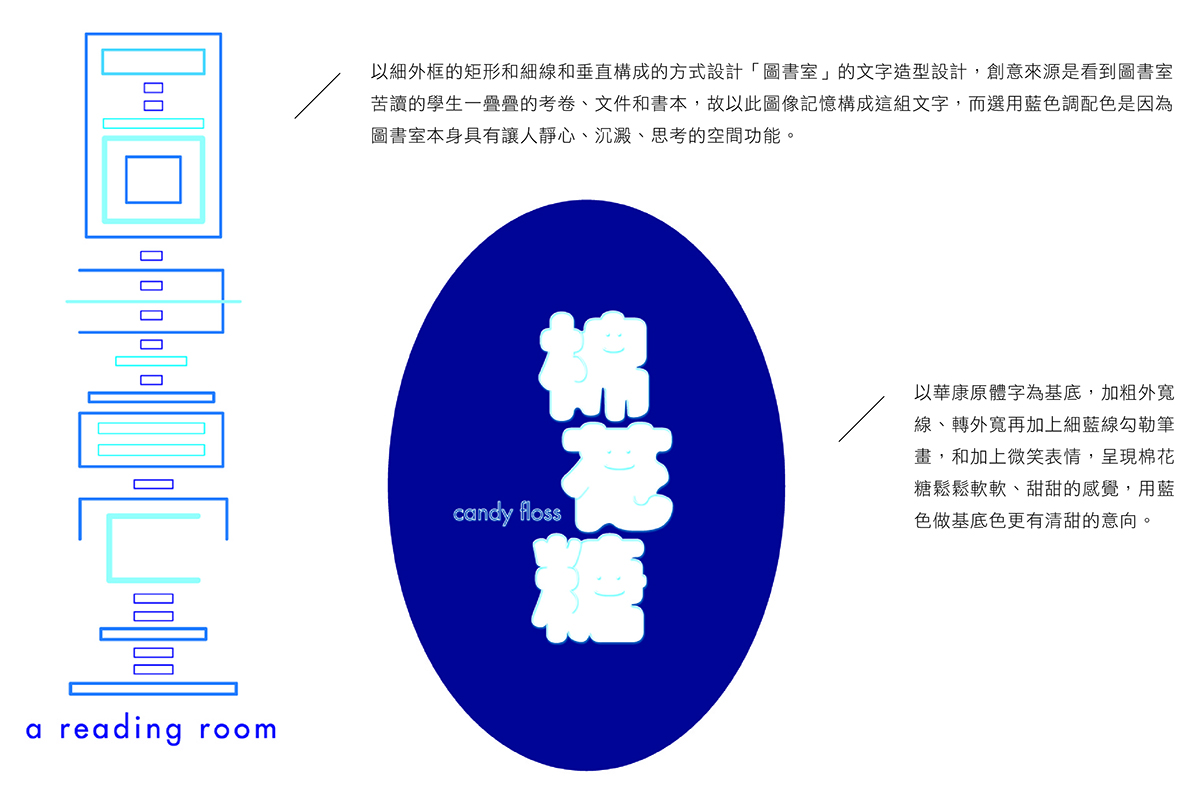 圖書室
a reading room
以細外框的矩形和細線和垂直構成的方式設計「圖書室」的文字造型設計，創意來源是看到圖書室
苦讀的學生一疊疊的考卷、文件和書本，故以此圖像記憶構成這組文字，而選用藍色調配色是因為
圖書室本身具有讓人靜心、沉澱、思考的空間功能。
棉
花
candy floss
糖
以華康原體字為基底，加粗外寬
線、轉外寬再加上細藍線勾勒筆
畫，和加上微笑表情，呈現棉花
糖鬆鬆軟軟、甜甜的感覺，用藍
色做基底色更有清甜的意向。